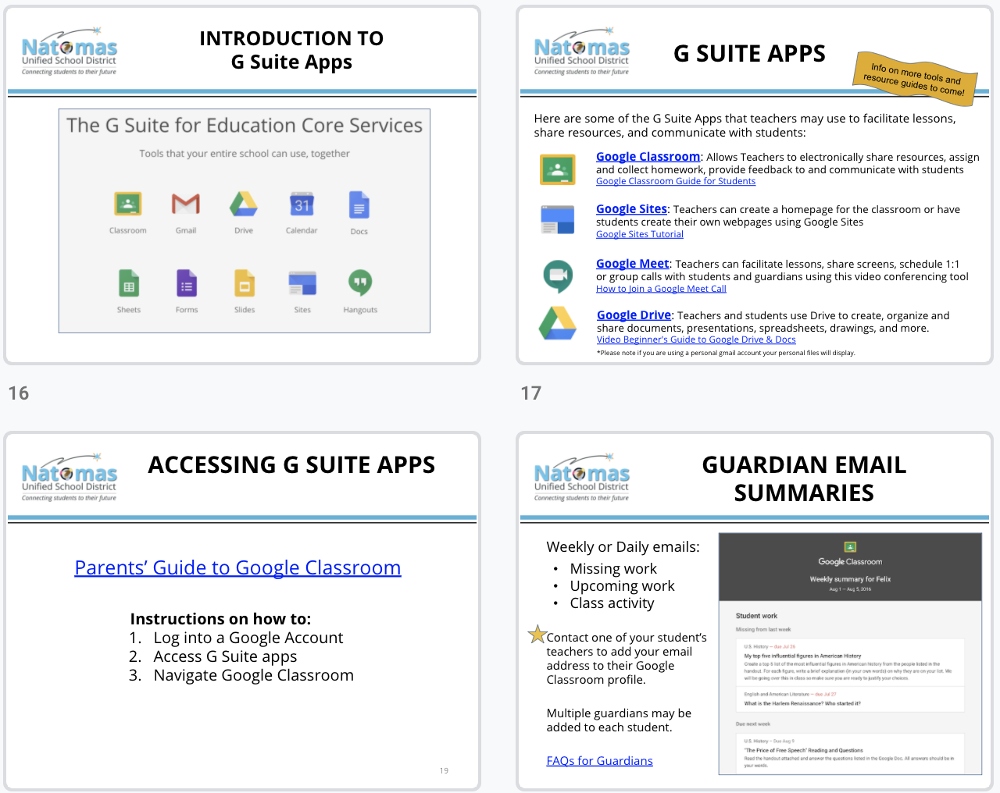 Natomas
Unified School District
Connecting students to their future
INTRODUCTION TO
G Suite Apps
The G Suite for Education Core Services
Tools that your entire school can use, together
31
Classroom
Gmail
Drive
Calendar
Docs
Sheets
Forms
Slides
Sites
Hangouts
16
Natomas
Unified School District
Connecting students to their future
G SUITE APPS
Info on more tools and
resource guides to come!
Here are some of the G Suite Apps that teachers may use to facilitate lessons,
share resources, and communicate with students:
Google Classroom: Allows Teachers to electronically share resources, assign
and collect homework, provide feedback to and communicate with students
Google Classroom Guide for Students
Google Sites: Teachers can create a homepage for the classroom or have
students create their own webpages using Google Sites
Google Sites Tutorial
Google Meet: Teachers can facilitate lessons, share screens, schedule 1:1
or group calls with students and guardians using this video conferencing tool
How to Join a Google Meet Call
Google Drive: Teachers and students use Drive to create, organize and
share documents, presentations, spreadsheets, drawings, and more.
Video Beginner's Guide to Google Drive & Docs
*Please note if you are using a personal gmail account your personal files will display.
17
Natomas
Unified School District
Connecting students to their future
ACCESSING G SUITE APPS
Parents’ Guide to Google Classroom
Instructions on how to:
1. Log into a Google Account
2. Access G Suite apps
3. Navigate Google Classroom
19
Natomas
Unified School District
Connecting students to their future
GUARDIAN EMAIL
SUMMARIES
Weekly or Daily emails:
• Missing work
• Upcoming work
• Class activity
Contact one of your student’s
teachers to add your email
address to their Google
Classroom profile.
Multiple guardians may be
added to each student.
FAQs for Guardians
Google Classroom
Weekly summary for Felix
Aug 1 – Aug 5, 2016
Student work
Missing from last week
U.S. History – due Jul 26
My top five influential figures in American History
Create a top 5 list of the most influential figures in American history from the people listed in the
handout. For each figure, write a brief explanation (in your own words) on why they are on your list. We
will be going over this in class so make sure you are ready to justify your choices.
English and American Literature – due Jul 27
What is the Harlem Renaissance? Who started it?
Due next week
U.S. History – Due Aug 9
"The Price of Free Speech" Reading and Questions
Read the handout attached and answer the questions listed in the Google Doc. All answers should be in
your words.